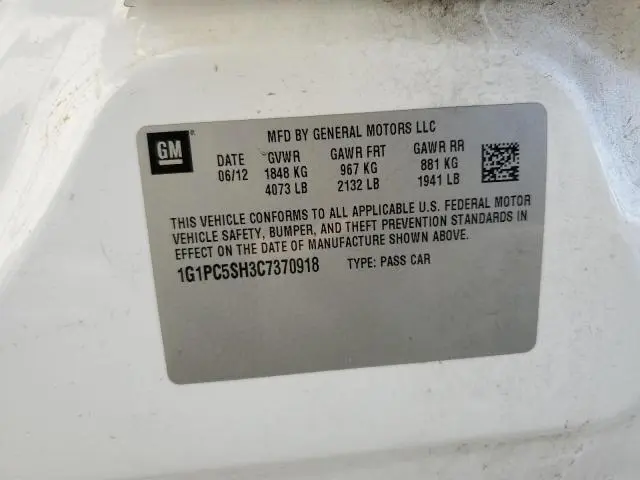 GM ®
MFD BY GENERAL MOTORS LLC
DATE GVWR GAWR FRT GAWR RR
06/12 1848 KG 967 KG 881 KG
4073 LB 2132 LB 1941 LB
THIS VEHICLE CONFORMS TO ALL APPLICABLE U.S. FEDERAL MOTOR
VEHICLE SAFETY, BUMPER, AND THEFT PREVENTION STANDARDS IN
EFFECT ON THE DATE OF MANUFACTURE SHOWN ABOVE.
1G1PC5SH3C7370918 TYPE: PASS CAR